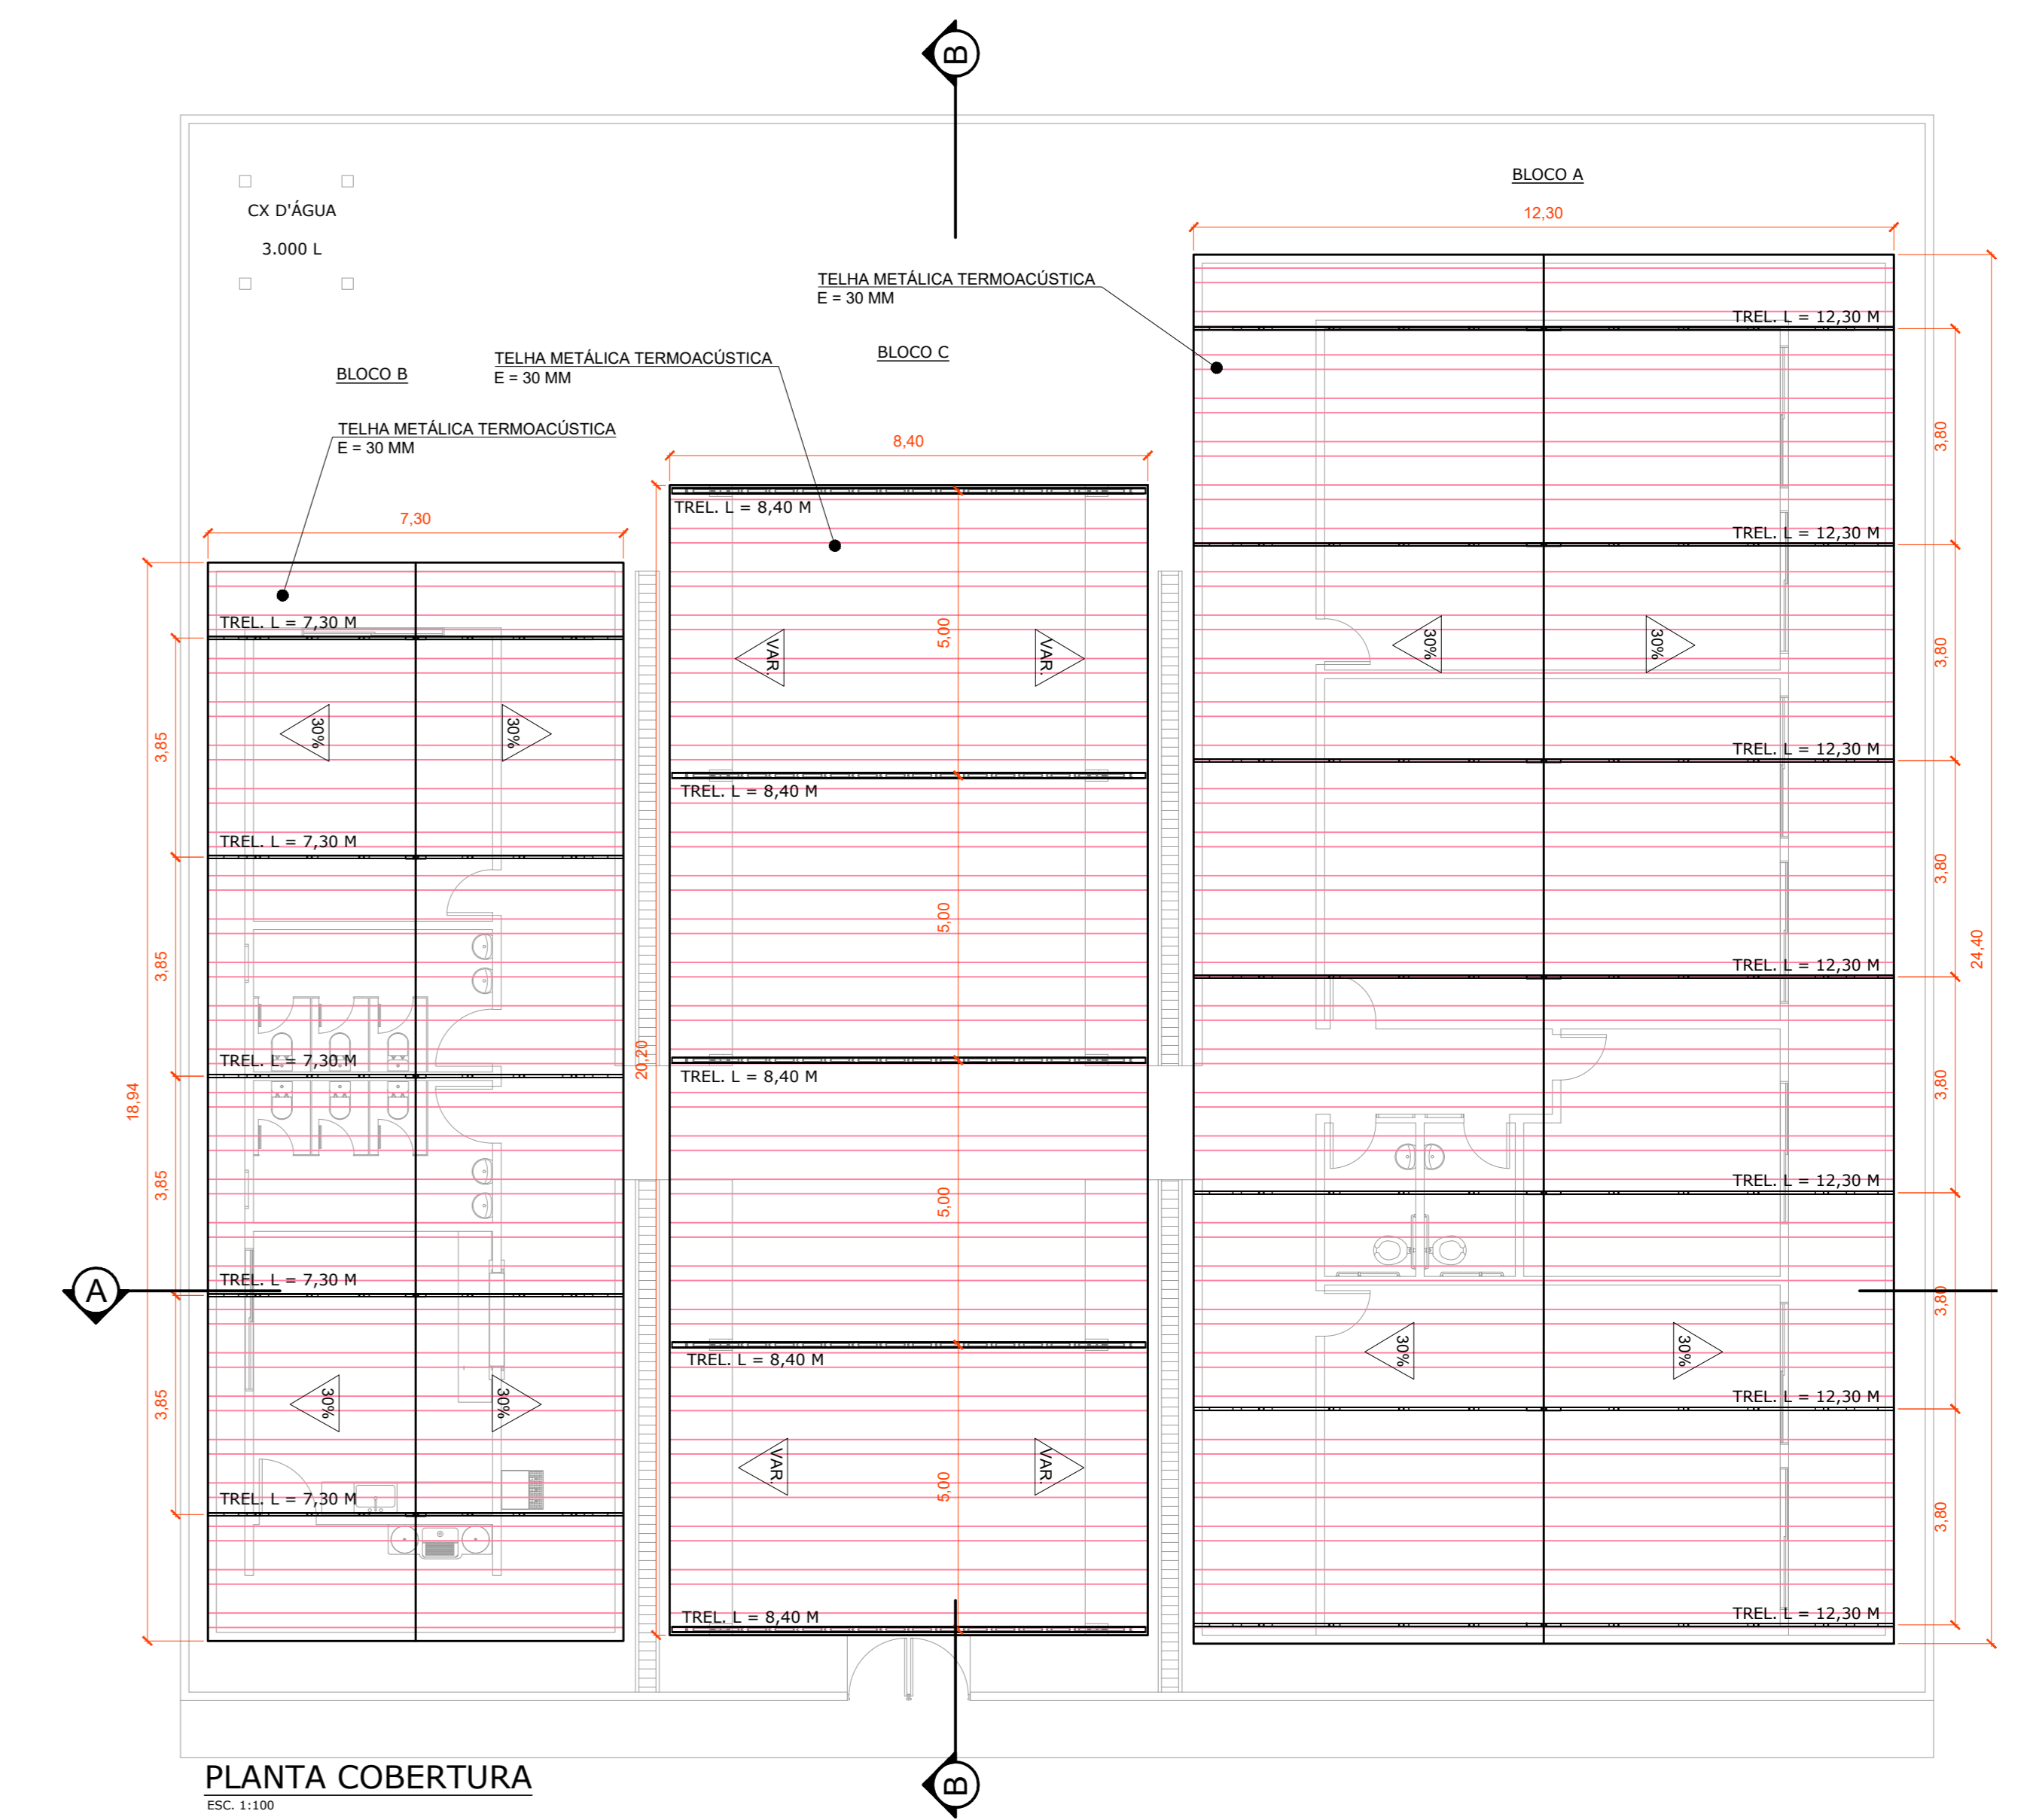 B
BLOCO A
CX D'ÁGUA
12,30
3.000 L
TELHA METÁLICA TERMOACÚSTICA
E = 30 MM
TREL. L = 12,30 M
BLOCO C
TELHA METÁLICA TERMOACÚSTICA
E = 30 MM
BLOCO B
TELHA METÁLICA TERMOACÚSTICA
E = 30 MM
8,40
3,80
TREL. L = 8,40 M
7,30
TREL. L = 12,30 M
TREL. L = 7,30 M
5,00
VAR.
VAR.
30%
30%
3,80
30%
30%
3,85
TREL. L = 12,30 M
TREL. L = 8,40 M
TREL. L = 7,30 M
3,80
5,00
24,40
3,85
TREL. L = 12,30 M
20,20
TREL. L = 7,30 M
TREL. L = 8,40 M
3,80
18,94
3,85
5,00
TREL. L = 12,30 M
A
TREL. L = 7,30 M
3,80
30%
30%
TREL. L = 8,40 M
30%
30%
3,85
TREL. L = 12,30 M
VAR.
VAR.
5,00
TREL. L = 7,30 M
3,80
TREL. L = 8,40 M
TREL. L = 12,30 M
PLANTA COBERTURA
ESC. 1:100
B